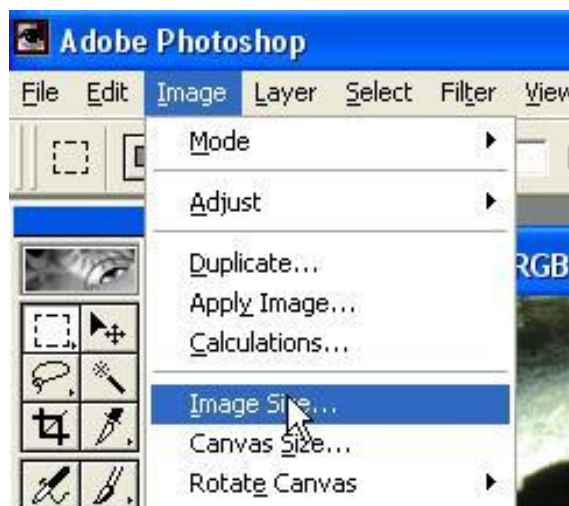 Adobe Photoshop
File Edit Image Layer Select Filter View
Mode
Adjust
Duplicate...
RGB
Apply Image...
Calculations...
Image Size...
Canvas Size...
Rotate Canvas